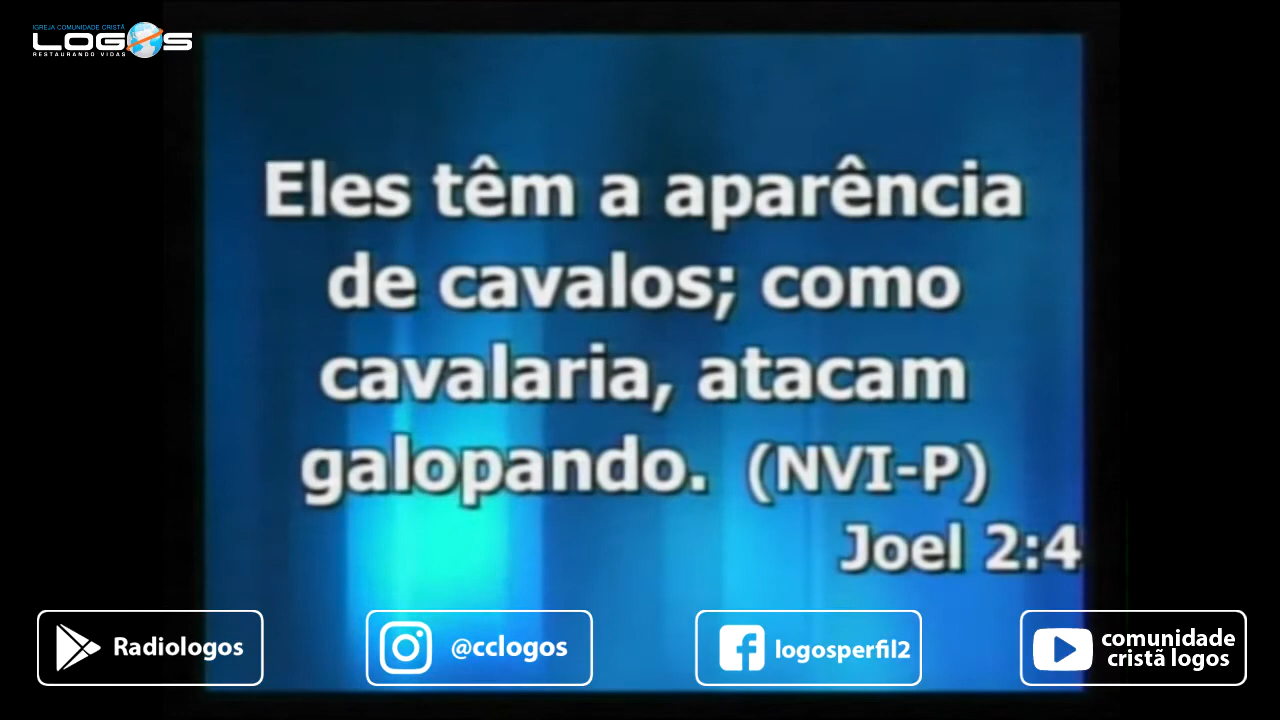 IGREJA COMUNIDADE CRISTÃ
LOGOS
RESTAURANDO VIDAS
Eles têm a aparência
de cavalos; como
cavalaria, atacam
galopando. (NVI-P)
Joel 2:4
Radiologos
@cclogos
logosperfil2
comunidade
cristã logos